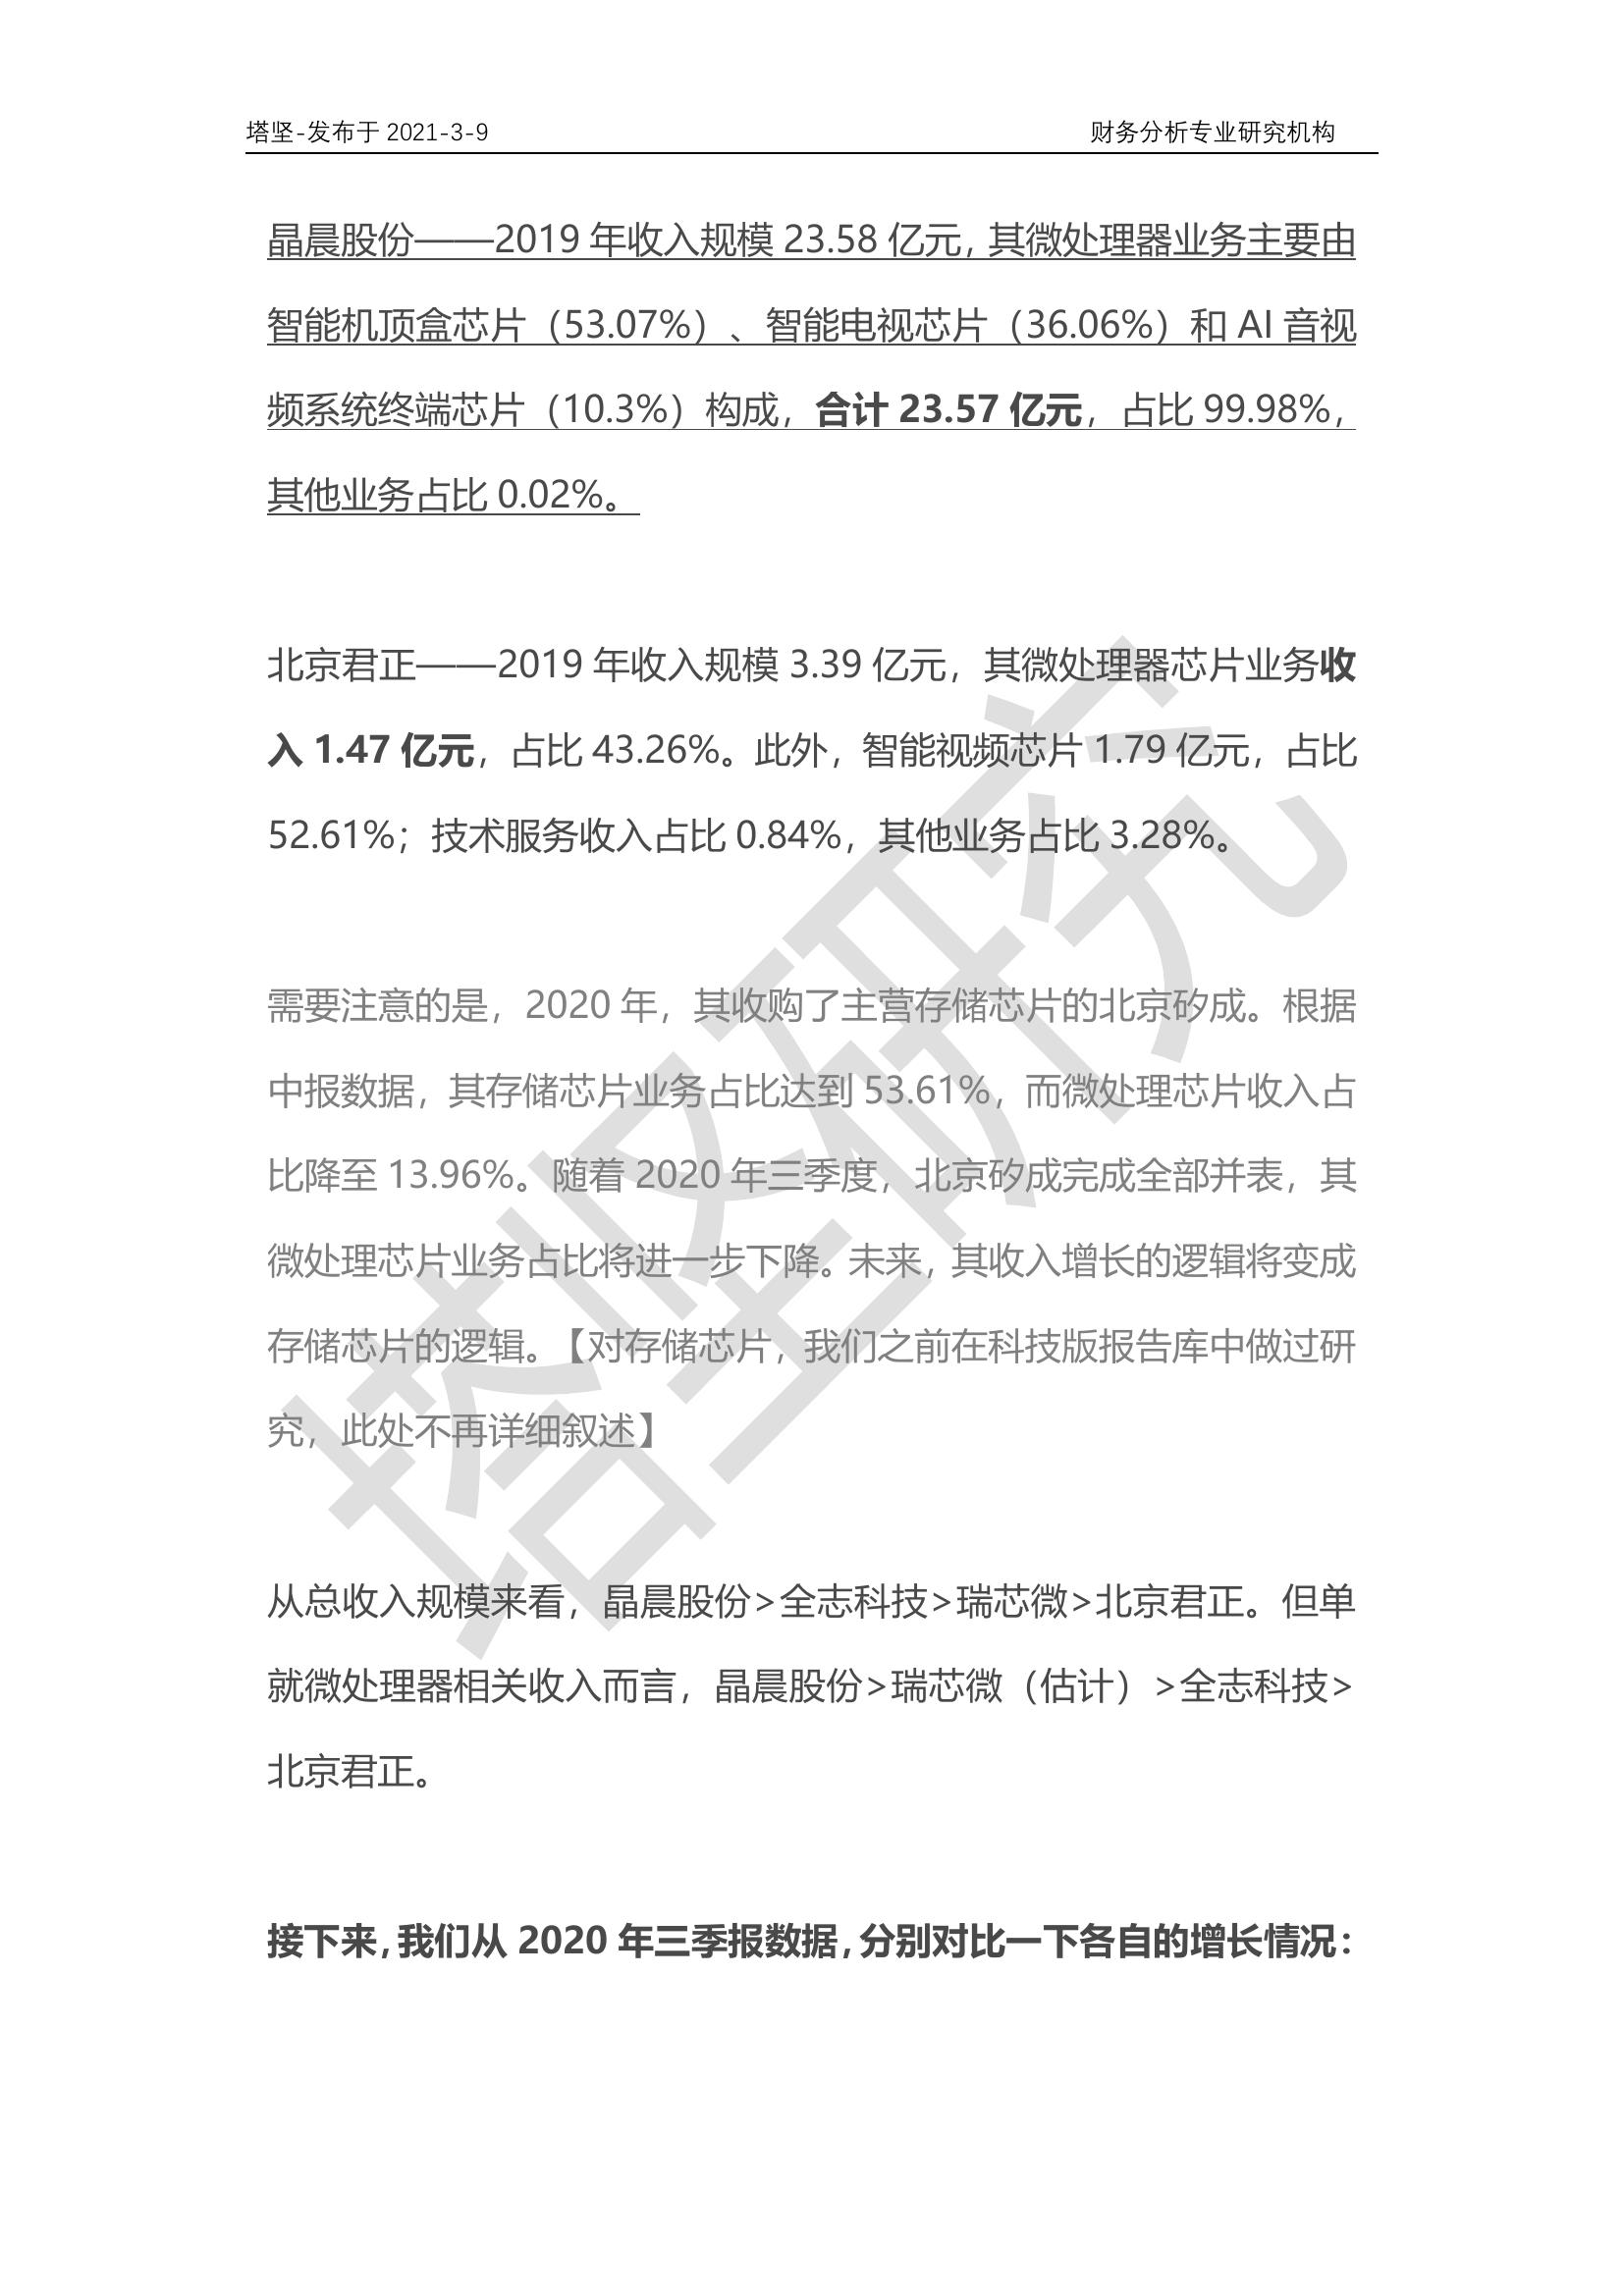 塔坚-发布于 2021-3-9 财务分析专业研究机构
晶晨股份——2019 年收入规模 23.58 亿元，其微处理器业务主要由
智能机顶盒芯片（53.07%）、智能电视芯片（36.06%）和 AI 音视
频系统终端芯片（10.3%）构成，合计 23.57 亿元，占比 99.98%，
其他业务占比 0.02%。
北京君正——2019 年收入规模 3.39 亿元，其微处理器芯片业务收
入 1.47 亿元，占比 43.26%。此外，智能视频芯片 1.79 亿元，占比
52.61%；技术服务收入占比 0.84%，其他业务占比 3.28%。
需要注意的是，2020 年，其收购了主营存储芯片的北京矽成。根据
中报数据，其存储芯片业务占比达到 53.61%，而微处理芯片收入占
比降至 13.96%。随着 2020 年三季度，北京矽成完成全部并表，其
微处理芯片业务占比将进一步下降。未来，其收入增长的逻辑将变成
存储芯片的逻辑。【对存储芯片，我们之前在科技版报告库中做过研
究，此处不再详细叙述】
从总收入规模来看，晶晨股份>全志科技>瑞芯微>北京君正。但单
就微处理器相关收入而言，晶晨股份>瑞芯微（估计）>全志科技>
北京君正。
接下来，我们从 2020 年三季报数据，分别对比一下各自的增长情况：
塔坚研究